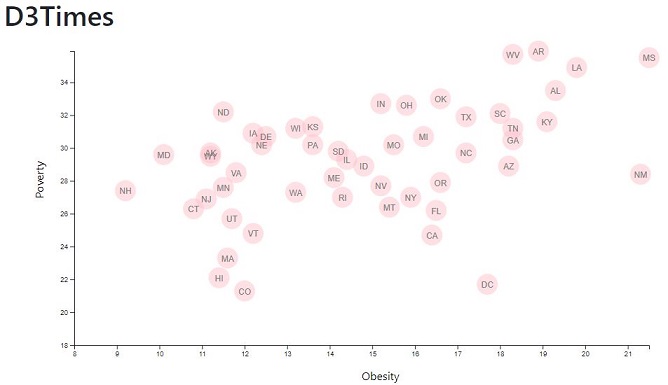 D3Times
WV AR
MS
LA
34
AL
IN OH OK
ND
32
SC
TX
KY
WI KS
TN
IA DE
MI
GA
NE PA MO
30
SD
NC
MD AK
WY
IL
ID
AZ
VA
NM
ME
OR
Poverty
28
NH MN WA NV
NJ RI NY
CT MT FL
26
UT
VT CA
24
MA
HI
22
DC
CO
20
18
8 9 10 11 12 13 14 15 16 17 18 19 20 21
Obesity